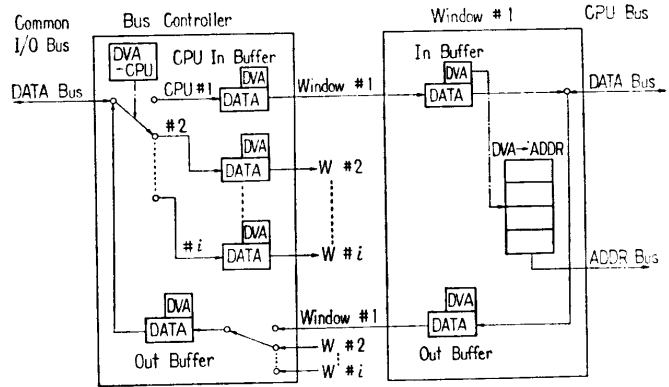 Common
I/O Bus
Bus Controller
Window #1
CPU Bus
DVA
-CPU
CPU In Buffer
In Buffer
DATA Bus
CPU #1
DVA
DATA
Window #1
DVA
DATA
DATA Bus
#2
DVA
DATA
W #2
DVA→ADDR
#i
DVA
DATA
W #i
ADDR Bus
DVA
DATA
Out Buffer
Window #1
W #2
W #i
DVA
DATA
Out Buffer